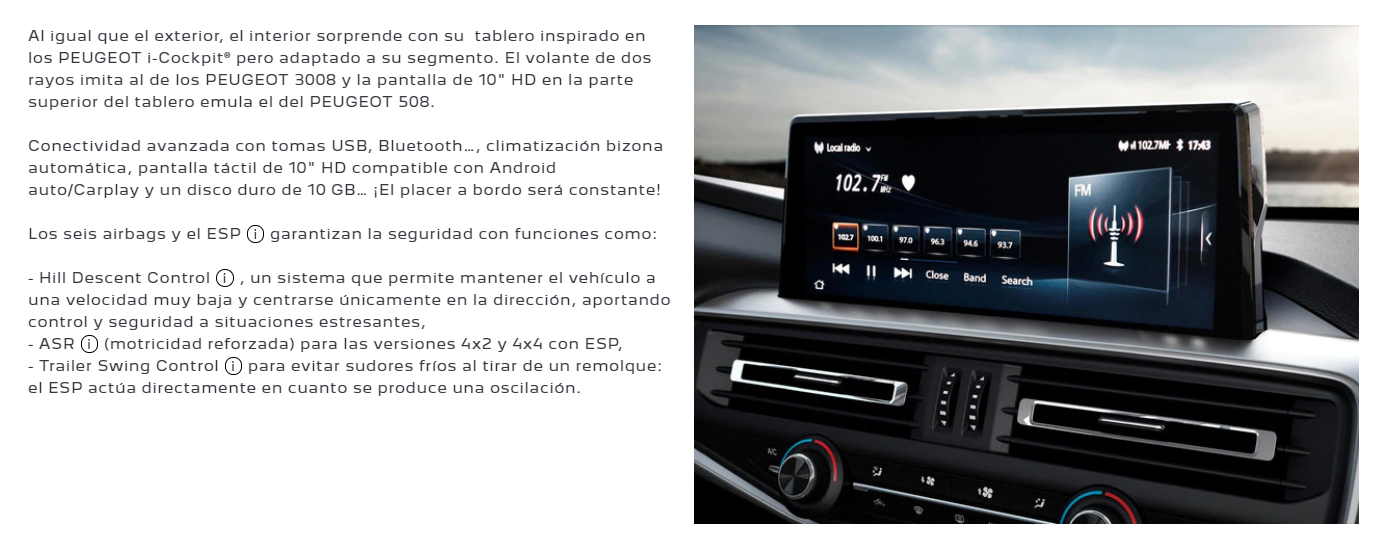 Al igual que el exterior, el interior sorprende con su tablero inspirado en
los PEUGEOT i-Cockpit® pero adaptado a su segmento. El volante de dos
rayos imita al de los PEUGEOT 3008 y la pantalla de 10" HD en la parte
superior del tablero emula el del PEUGEOT 508.
Conectividad avanzada con tomas USB, Bluetooth..., climatización bizona
automática, pantalla táctil de 10" HD compatible con Android
auto/Carplay y un disco duro de 10 GB... ¡El placer a bordo será constante!
Los seis airbags y el ESP i garantizan la seguridad con funciones como:
- Hill Descent Control i , un sistema que permite mantener el vehículo a
una velocidad muy baja y centrarse únicamente en la dirección, aportando
control y seguridad a situaciones estresantes,
- ASR i (motricidad reforzada) para las versiones 4x2 y 4x4 con ESP,
- Trailer Swing Control i para evitar sudores fríos al tirar de un remolque:
el ESP actúa directamente en cuanto se produce una oscilación.
Local radio
102.7MH 17:43
102.7 FM MHz
FM
102.7 100.1 97.0 96.3 94.6 93.7
Close Band Search
A/C